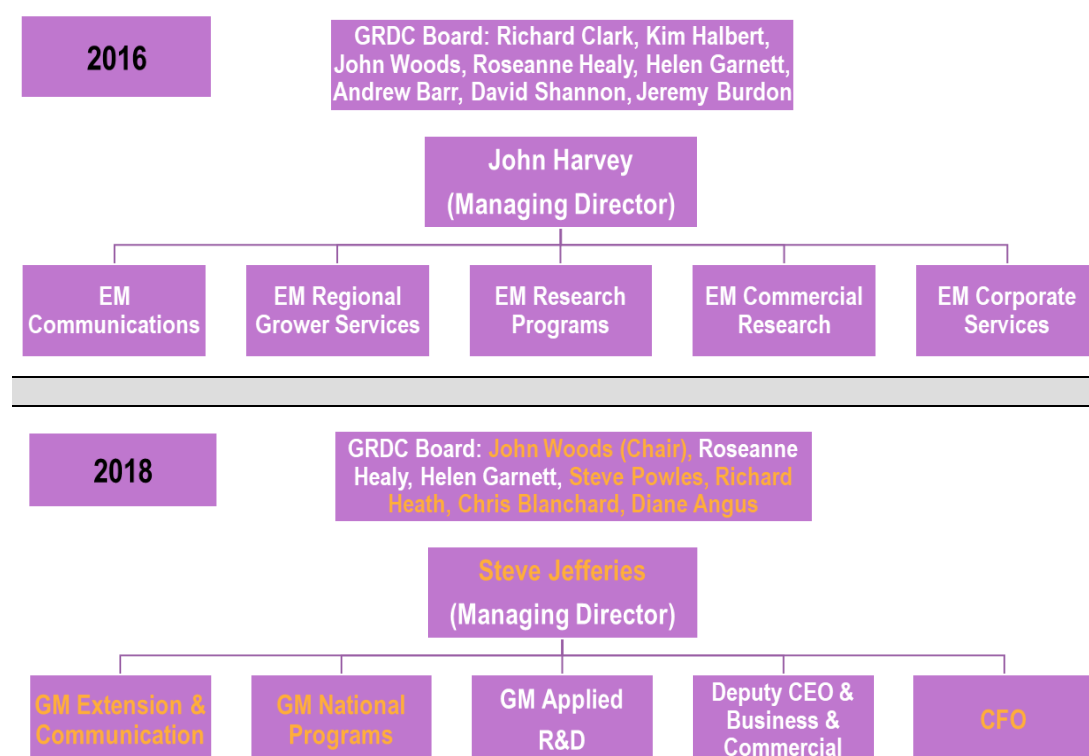 2016
GRDC Board: Richard Clark, Kim Halbert,
John Woods, Roseanne Healy, Helen Garnett,
Andrew Barr, David Shannon, Jeremy Burdon
John Harvey
(Managing Director)
EM
Communications
EM Regional
Grower Services
EM Research
Programs
EM Commercial
Research
EM Corporate
Services
2018
GRDC Board: John Woods (Chair), Roseanne
Healy, Helen Garnett, Steve Powles, Richard
Heath, Chris Blanchard, Diane Angus
Steve Jefferies
(Managing Director)
GM Extension &
Communication
GM National
Programs
GM Applied
R&D
Deputy CEO &
Business &
Commercial
CFO